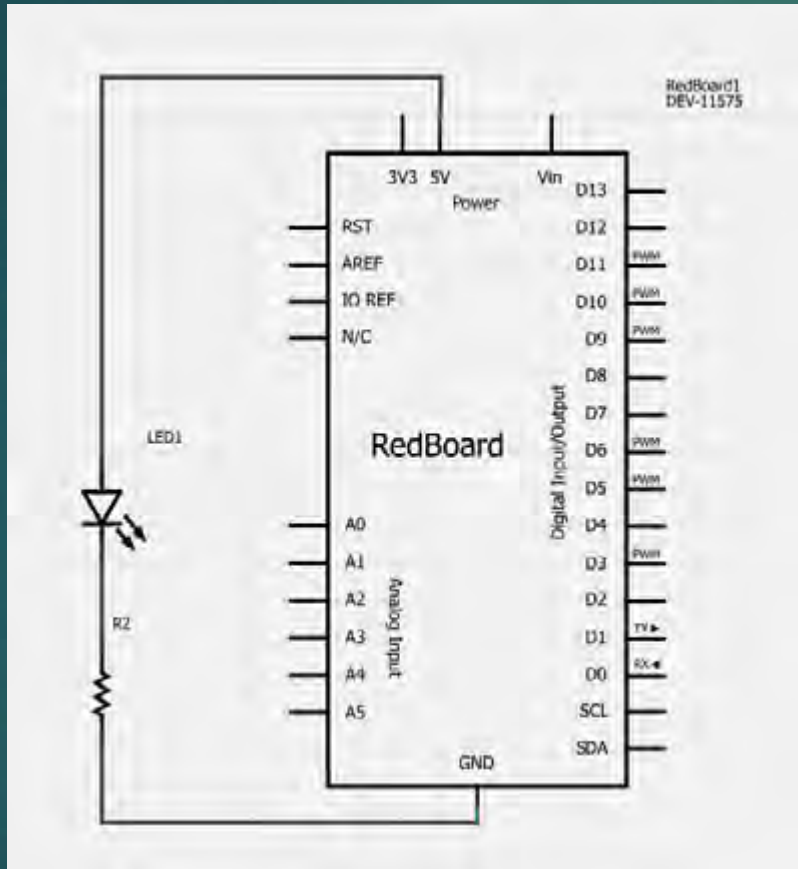 RedBoard1
DEV-11575
3V3 5V Vin
Power
D13
RST D12
AREF D11 PWM
IO REF D10 PWM
N/C D9 PWM
D8
D7
LED1
RedBoard
D6 PWM
Digital Input/Output
D5 PWM
A0 D4
A1 D3 PWM
A2 D2
Analog Input
R2
A3 D1 TX
A4 D0 RX
A5 SCL
SDA
GND